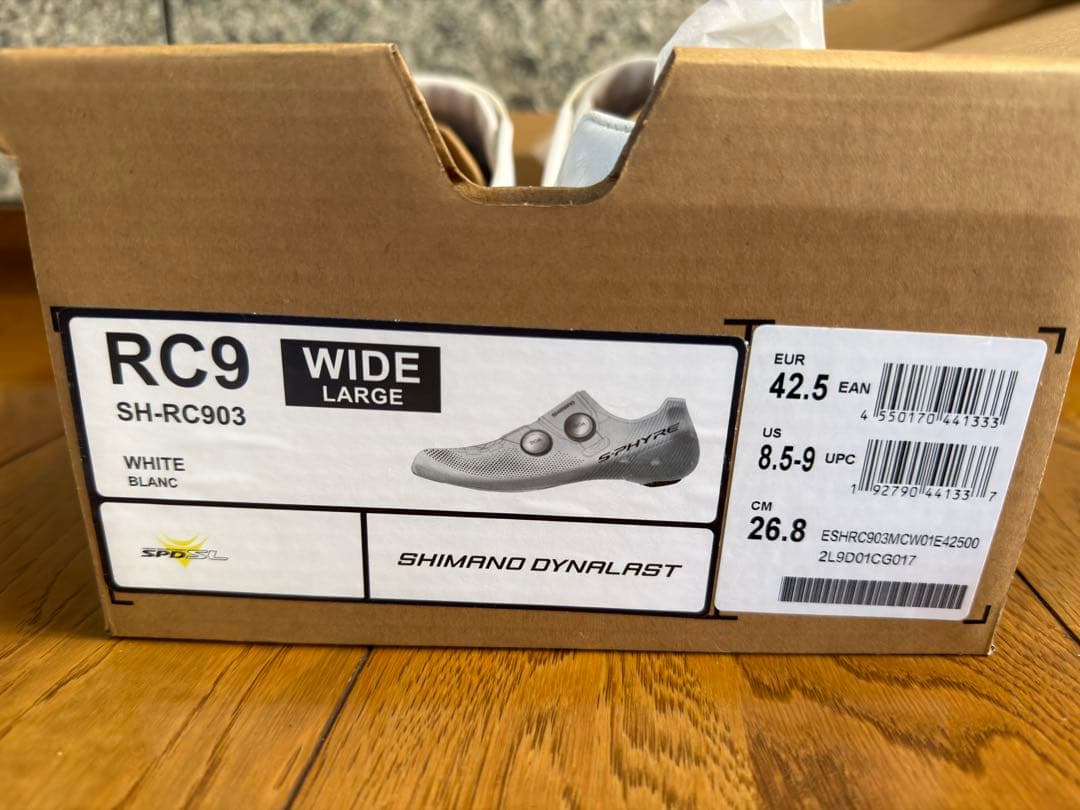 RC9
SH-RC903
WIDE
LARGE
WHITE
BLANC
S-PHYRE
SPD-SL
SHIMANO DYNALAST
EUR
42.5
EAN
4 550170 441333
US
8.5-9
UPC
1 92790 44133 7
CM
26.8
ESHRC903MCW01E42500
2L9D01CG017